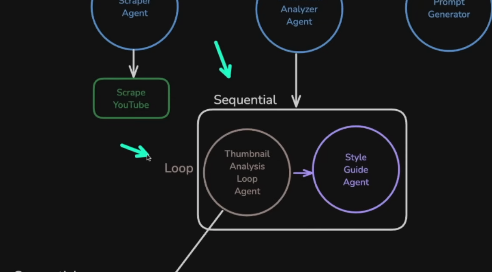 Scraper
Agent
Analyzer
Agent
Prompt
Generator
Scrape
YouTube
Sequential
Loop
Thumbnail
Analysis
Loop
Agent
Style
Guide
Agent